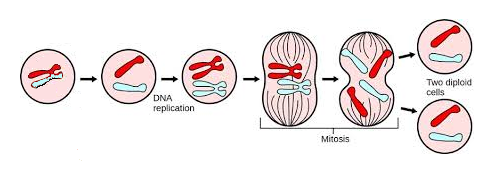 DNA
replication
Mitosis
Two diploid
cells